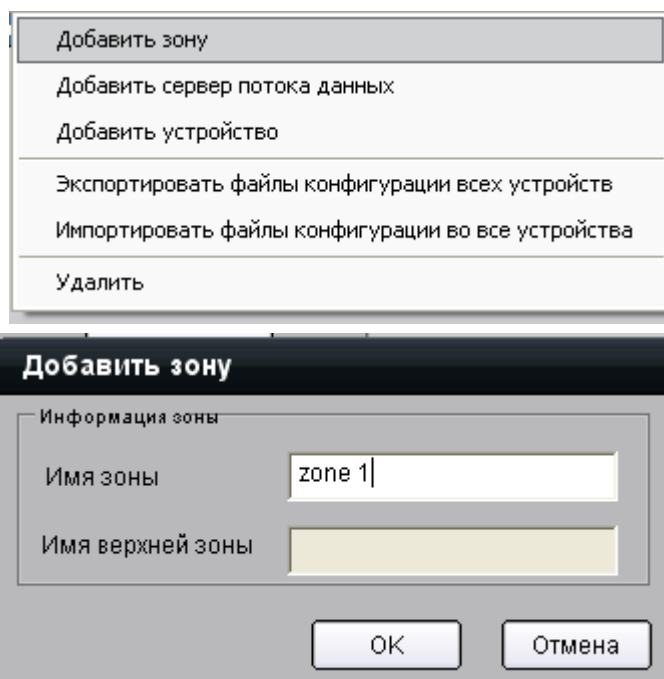 Добавить зону
Добавить сервер потока данных
Добавить устройство
Экспортировать файлы конфигурации всех устройств
Импортировать файлы конфигурации во все устройства
Удалить
Добавить зону
Информация зоны
Имя зоны
zone 1
Имя верхней зоны
OK
Отмена